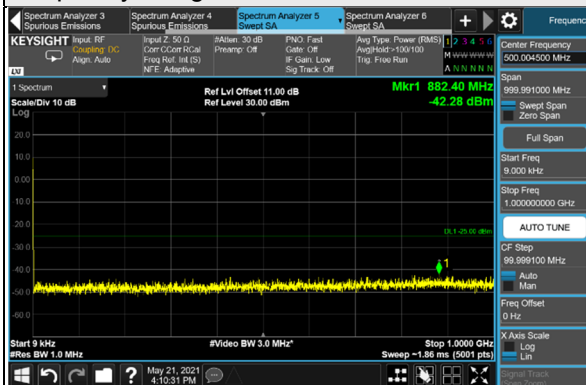 Spectrum Analyzer 3
Spurious Emissions
Spectrum Analyzer 4
Spurious Emissions
Spectrum Analyzer 5
Swept SA
Spectrum Analyzer 6
Swept SA
+
Frequency
KEYSIGHT
Input: RF
Coupling: DC
Align: Auto
Input Z: 50 Ω
Corr CCorr RCal
Freq Ref: Int (S)
NFE: Adaptive
#Atten: 30 dB
Preamp: Off
PNO: Fast
Gate: Off
IF Gain: Low
Sig Track: Off
Avg Type: Power (RMS)
Avg|Hold:>100/100
Trig: Free Run
1 2 3 4 5 6
M W W W W W
A N N N N N
LXI
1 Spectrum
Scale/Div 10 dB
Log
Ref Lvl Offset 11.00 dB
Ref Level 30.00 dBm
Mkr1 882.40 MHz
-42.28 dBm
20.0
10.0
0.00
-10.0
-20.0
-30.0
-40.0
-50.0
-60.0
DL1 -25.00 dBm
1
Start 9 kHz
#Res BW 1.0 MHz
#Video BW 3.0 MHz*
Stop 1.0000 GHz
Sweep ~1.86 ms (5001 pts)
May 21, 2021
4:10:31 PM
Center Frequency
500.004500 MHz
Span
999.991000 MHz
Swept Span
Zero Span
Full Span
Start Freq
9.000 kHz
Stop Freq
1.000000000 GHz
AUTO TUNE
CF Step
99.999100 MHz
Auto
Man
Freq Offset
0 Hz
X Axis Scale
Log
Lin
Signal Track
(Span Zoom)